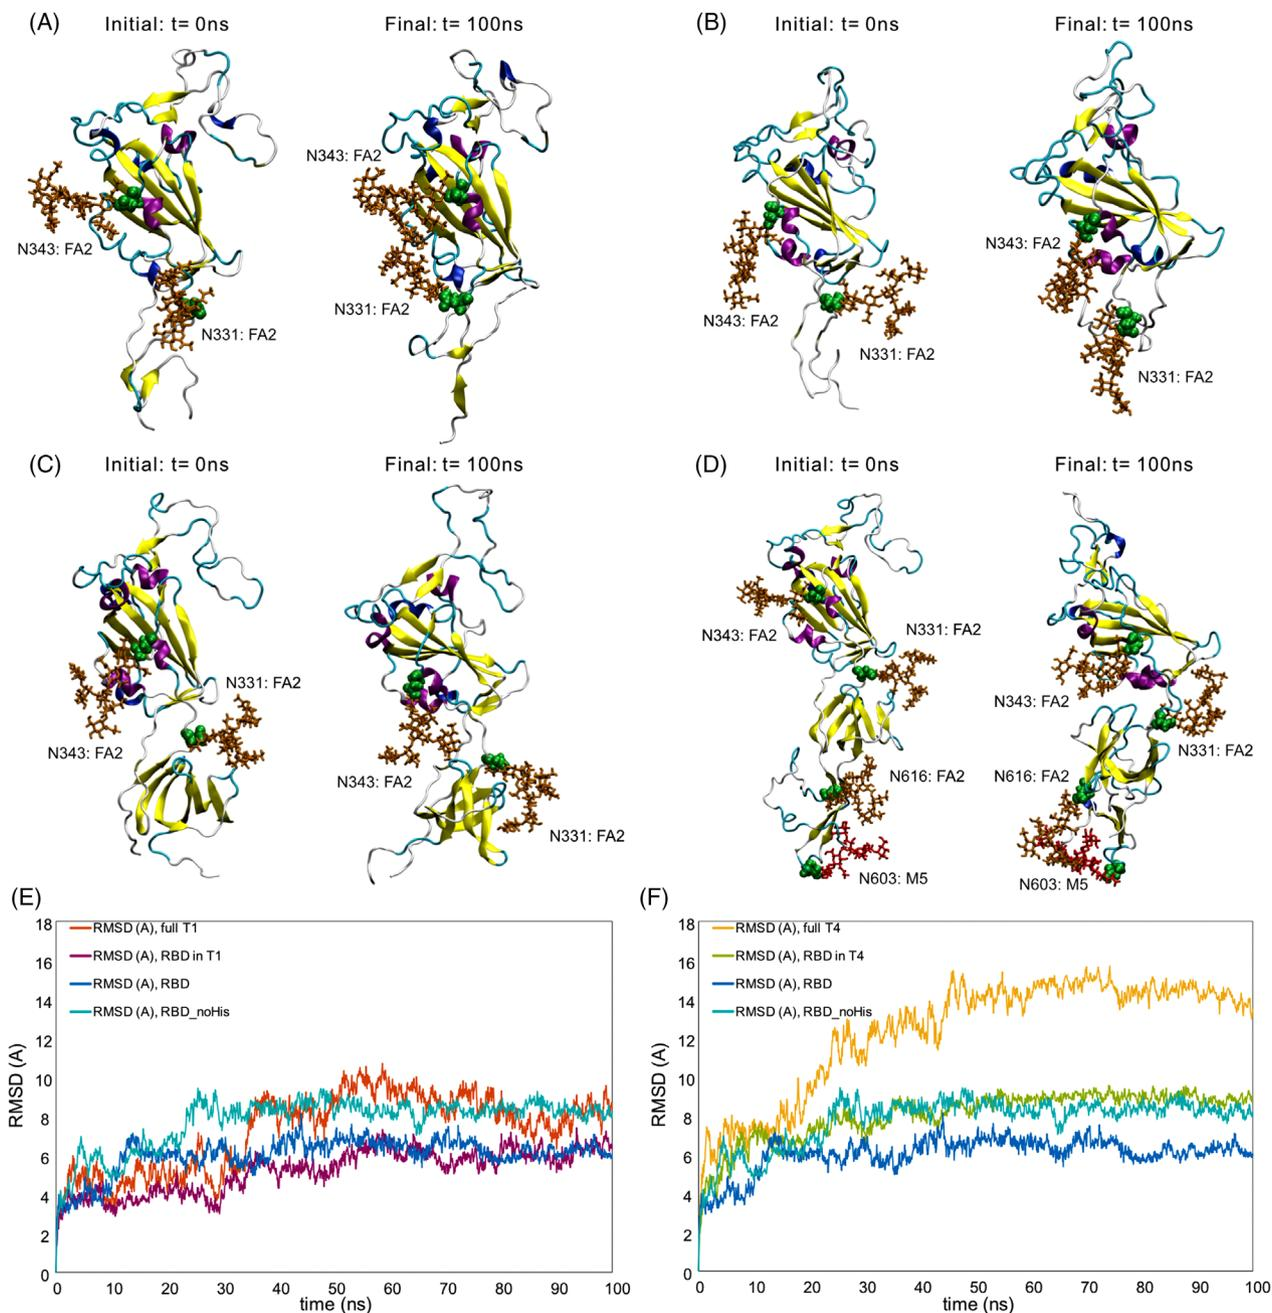 (A) Initial: t= 0ns Final: t= 100ns
N343: FA2
N343: FA2
N331: FA2
N331: FA2
(B) Initial: t= 0ns Final: t= 100ns
N343: FA2
N343: FA2
N331: FA2
N331: FA2
(C) Initial: t= 0ns Final: t= 100ns
N331: FA2
N343: FA2
N343: FA2
N331: FA2
(D) Initial: t= 0ns Final: t= 100ns
N343: FA2
N331: FA2
N343: FA2
N331: FA2
N616: FA2
N616: FA2
N603: M5
N603: M5
(E)
RMSD (A), full T1
RMSD (A), RBD in T1
RMSD (A), RBD
RMSD (A), RBD_noHis
RMSD (A)
18
16
14
12
10
8
6
4
2
0
0 10 20 30 40 50 60 70 80 90 100
time (ns)
(F)
RMSD (A), full T4
RMSD (A), RBD in T4
RMSD (A), RBD
RMSD (A), RBD_noHis
RMSD (A)
18
16
14
12
10
8
6
4
2
0
0 10 20 30 40 50 60 70 80 90 100
time (ns)